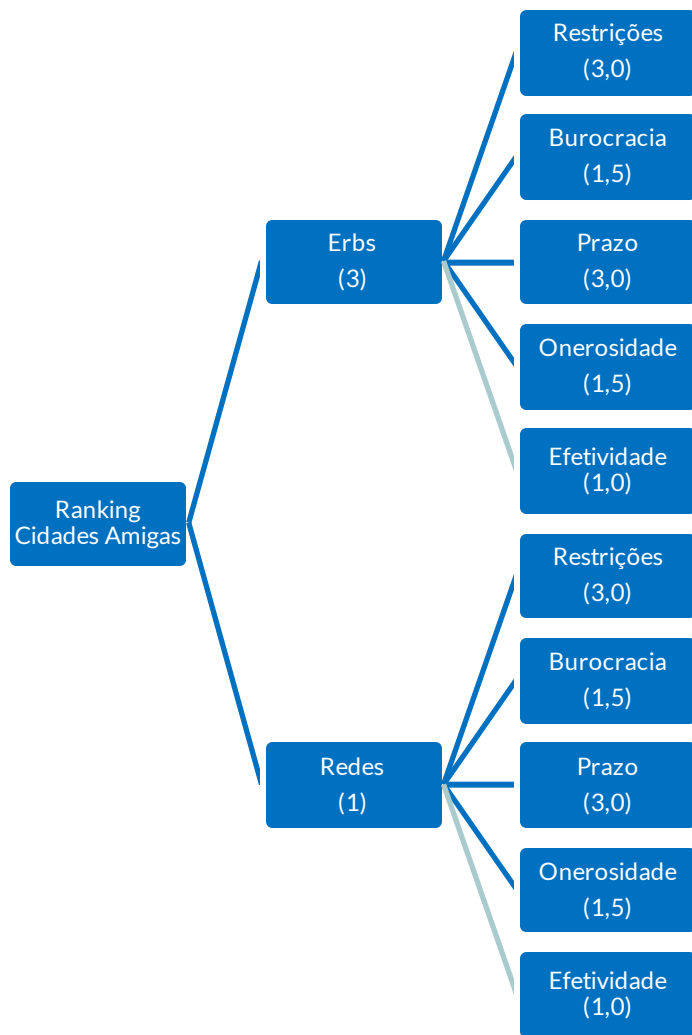 Ranking
Cidades Amigas
Erbs
(3)
Restrições
(3,0)
Burocracia
(1,5)
Prazo
(3,0)
Onerosidade
(1,5)
Efetividade
(1,0)
Redes
(1)
Restrições
(3,0)
Burocracia
(1,5)
Prazo
(3,0)
Onerosidade
(1,5)
Efetividade
(1,0)